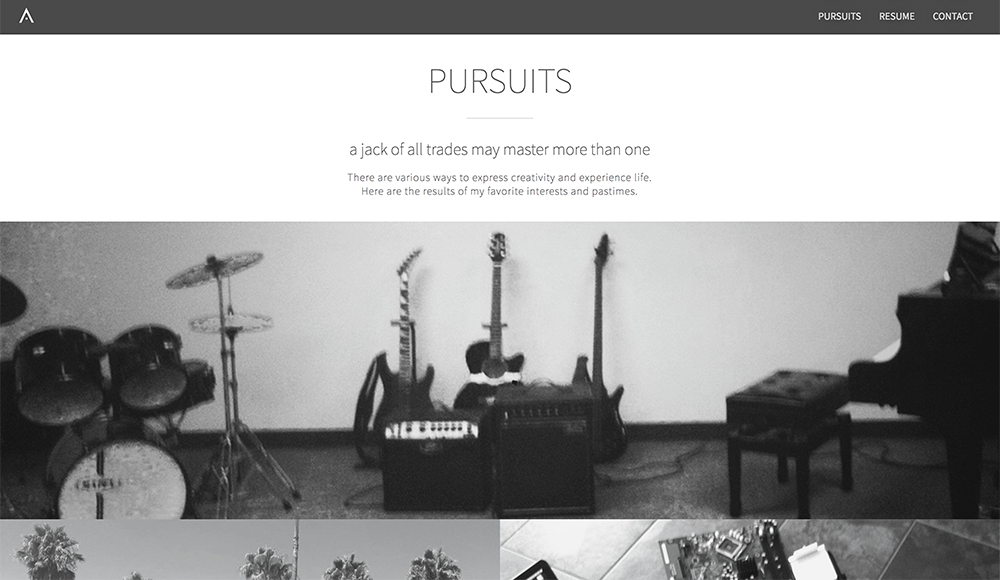 PURSUITS RESUME CONTACT
PURSUITS
a jack of all trades may master more than one
There are various ways to express creativity and experience life.
Here are the results of my favorite interests and pastimes.